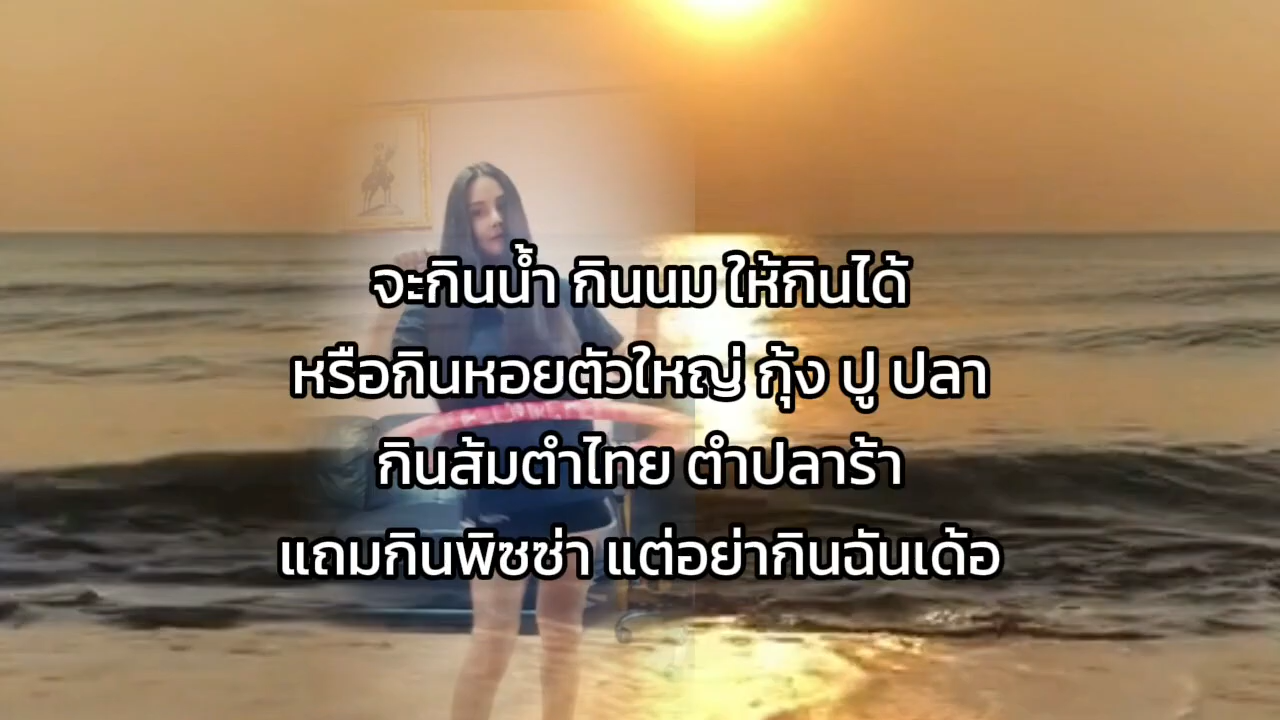 จะกินน้ำ กินนม ให้กินได้
หรือกินหอยตัวใหญ่ กุ้ง ปู ปลา
กินส้มตำไทย ตำปลาร้า
แถมกินพิซซ่า แต่อย่ากินฉันเด้อ